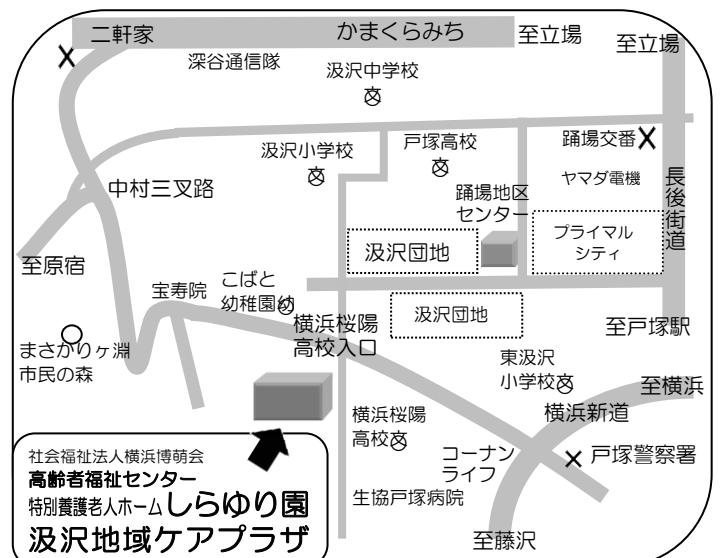 二軒家
かまくらみち
至立場
至立場
深谷通信隊
汲沢中学校
踊場交番
汲沢小学校
戸塚高校
ヤマダ電機
長後街道
中村三叉路
踊場地区
センター
プライマル
シティ
汲沢団地
至原宿
宝寿院
こばと
幼稚園幼
汲沢団地
横浜桜陽
高校入口
至戸塚駅
まさかりヶ淵
市民の森
東汲沢
小学校
至横浜
横浜新道
横浜桜陽
高校
コーナン
ライフ
戸塚警察署
生協戸塚病院
至藤沢
社会福祉法人横浜博萌会
高齢者福祉センター
特別養護老人ホームしらゆり園
汲沢地域ケアプラザ